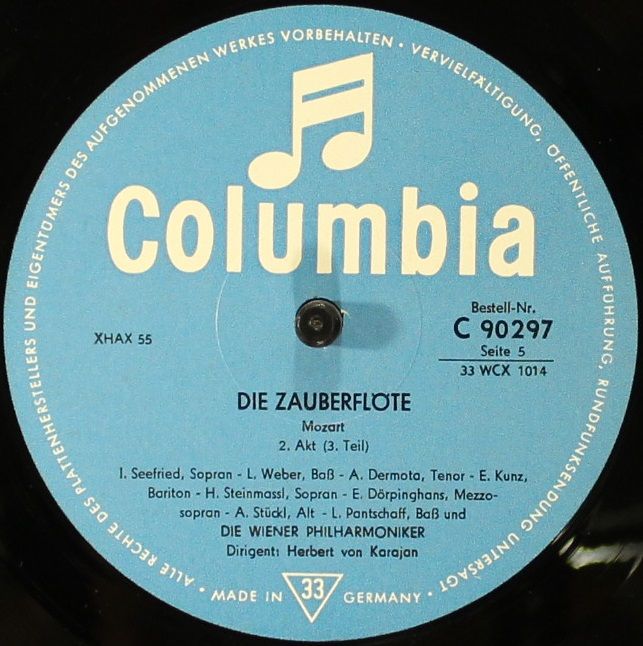 ALLE RECHTE DES PLATTENHERSTELLERS UND EIGENTÜMERS DES AUFGENOMMENEN WERKES VORBEHALTEN · VERVIELFÄLTIGUNG, ÖFFENTLICHE AUFFÜHRUNG, RUNDFUNKSENDUNG UNTERSAGT ·
Columbia
XHAX 55
Bestell-Nr.
C 90297
Seite 5
33 WCX 1014
DIE ZAUBERFLÖTE
Mozart
2. Akt (3. Teil)
I. Seefried, Sopran - L. Weber, Baß - A. Dermota, Tenor - E. Kunz,
Bariton - H. Steinmassl, Sopran - E. Dörpinghans, Mezzo-
sopran - A. Stückl, Alt - L. Pantschaff, Baß und
DIE WIENER PHILHARMONIKER
Dirigent: Herbert von Karajan
· MADE IN 33 GERMANY ·